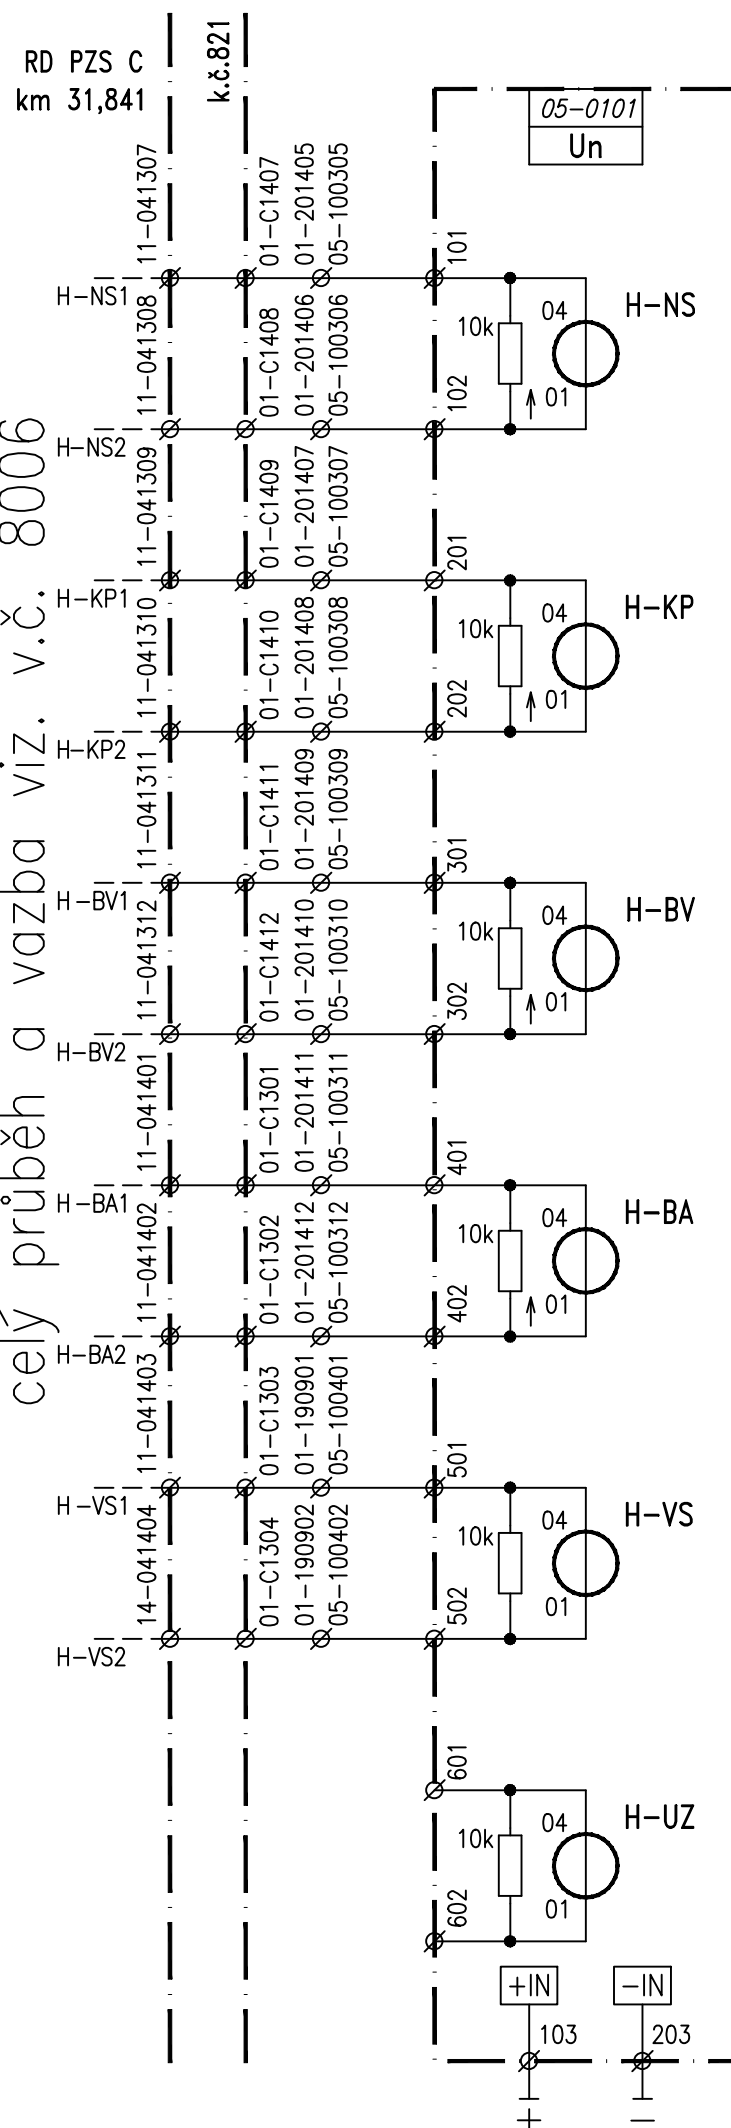 RD PZS C
km 31,841
k.č.821
05-0101
Un
celý průběh a vazba viz. v.č. 8006
11-041307
01-C1407
01-201405
05-100305
101
H-NS1
11-041308
01-C1408
01-201406
05-100306
102
H-NS2
10k
04
01
H-NS
11-041309
01-C1409
01-201407
05-100307
201
H-KP1
11-041310
01-C1410
01-201408
05-100308
202
H-KP2
10k
04
01
H-KP
11-041311
01-C1411
01-201409
05-100309
301
H-BV1
11-041312
01-C1412
01-201410
05-100310
302
H-BV2
10k
04
01
H-BV
11-041401
01-C1301
01-201411
05-100311
401
H-BA1
11-041402
01-C1302
01-201412
05-100312
402
H-BA2
10k
04
01
H-BA
11-041403
01-C1303
01-190901
05-100401
501
H-VS1
14-041404
01-C1304
01-190902
05-100402
502
H-VS2
10k
04
01
H-VS
601
602
10k
04
01
H-UZ
+IN
-IN
103
203